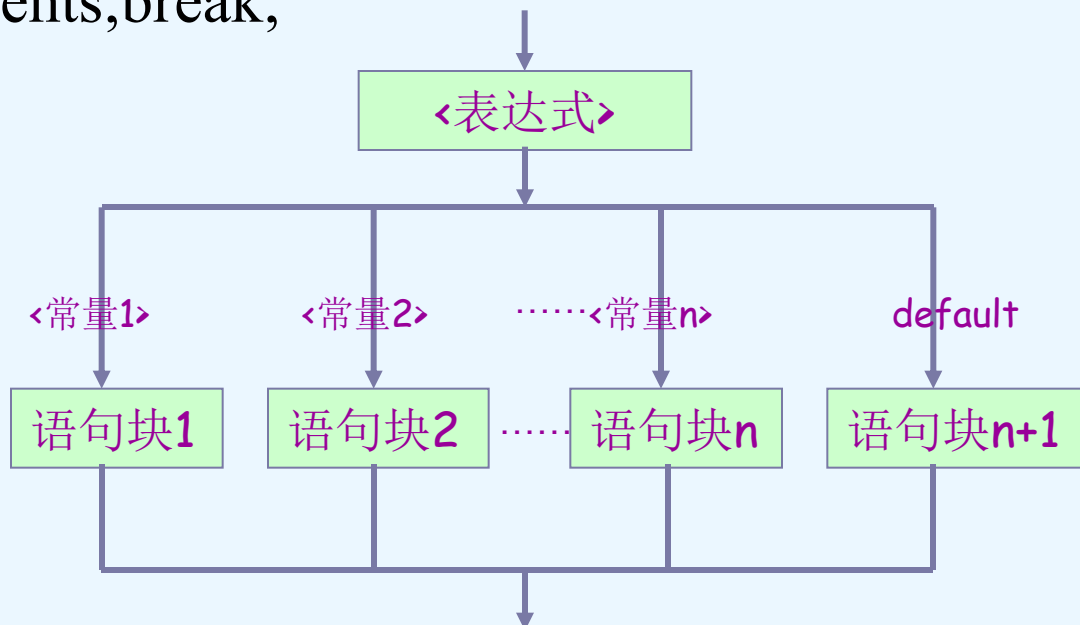 ents,break,
<表达式>
<常量1> <常量2> ……<常量n> default
语句块1 语句块2 …… 语句块n 语句块n+1